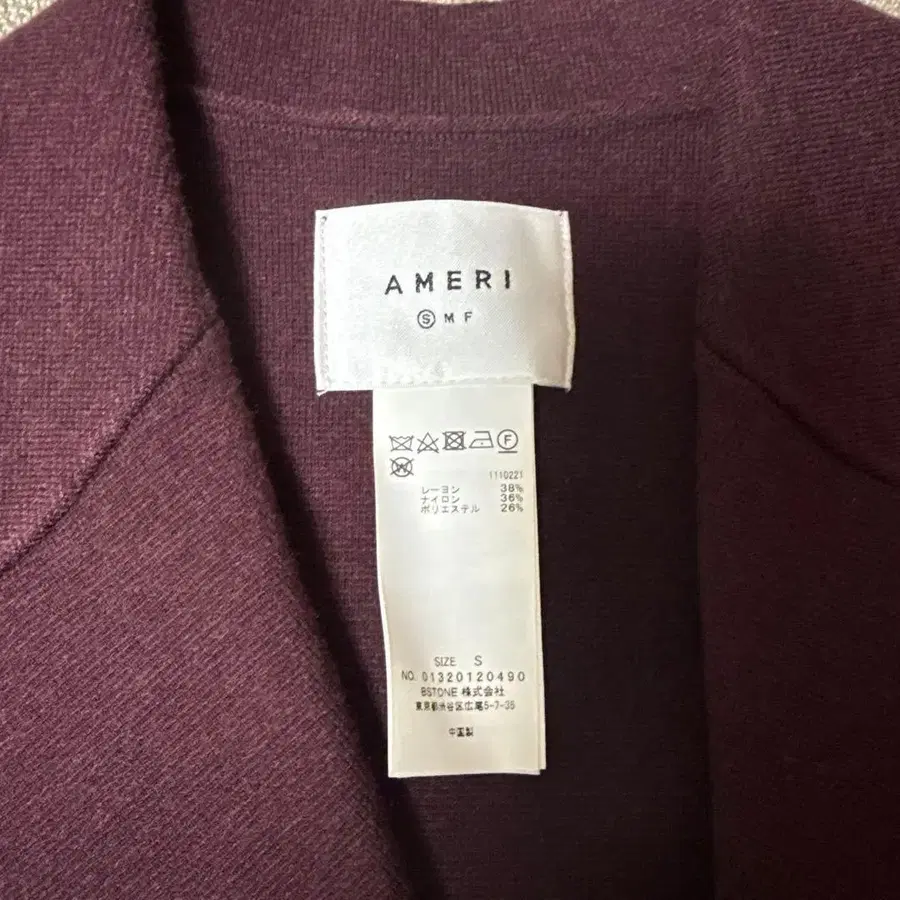 AMERI
Ⓢ M F
Ⓕ
Ⓦ
1110221
レーヨン 38%
ナイロン 36%
ポリエステル 26%
SIZE S
NO. 01320120490
BSTONE 株式会社
東京都渋谷区広尾5-7-35
中国製